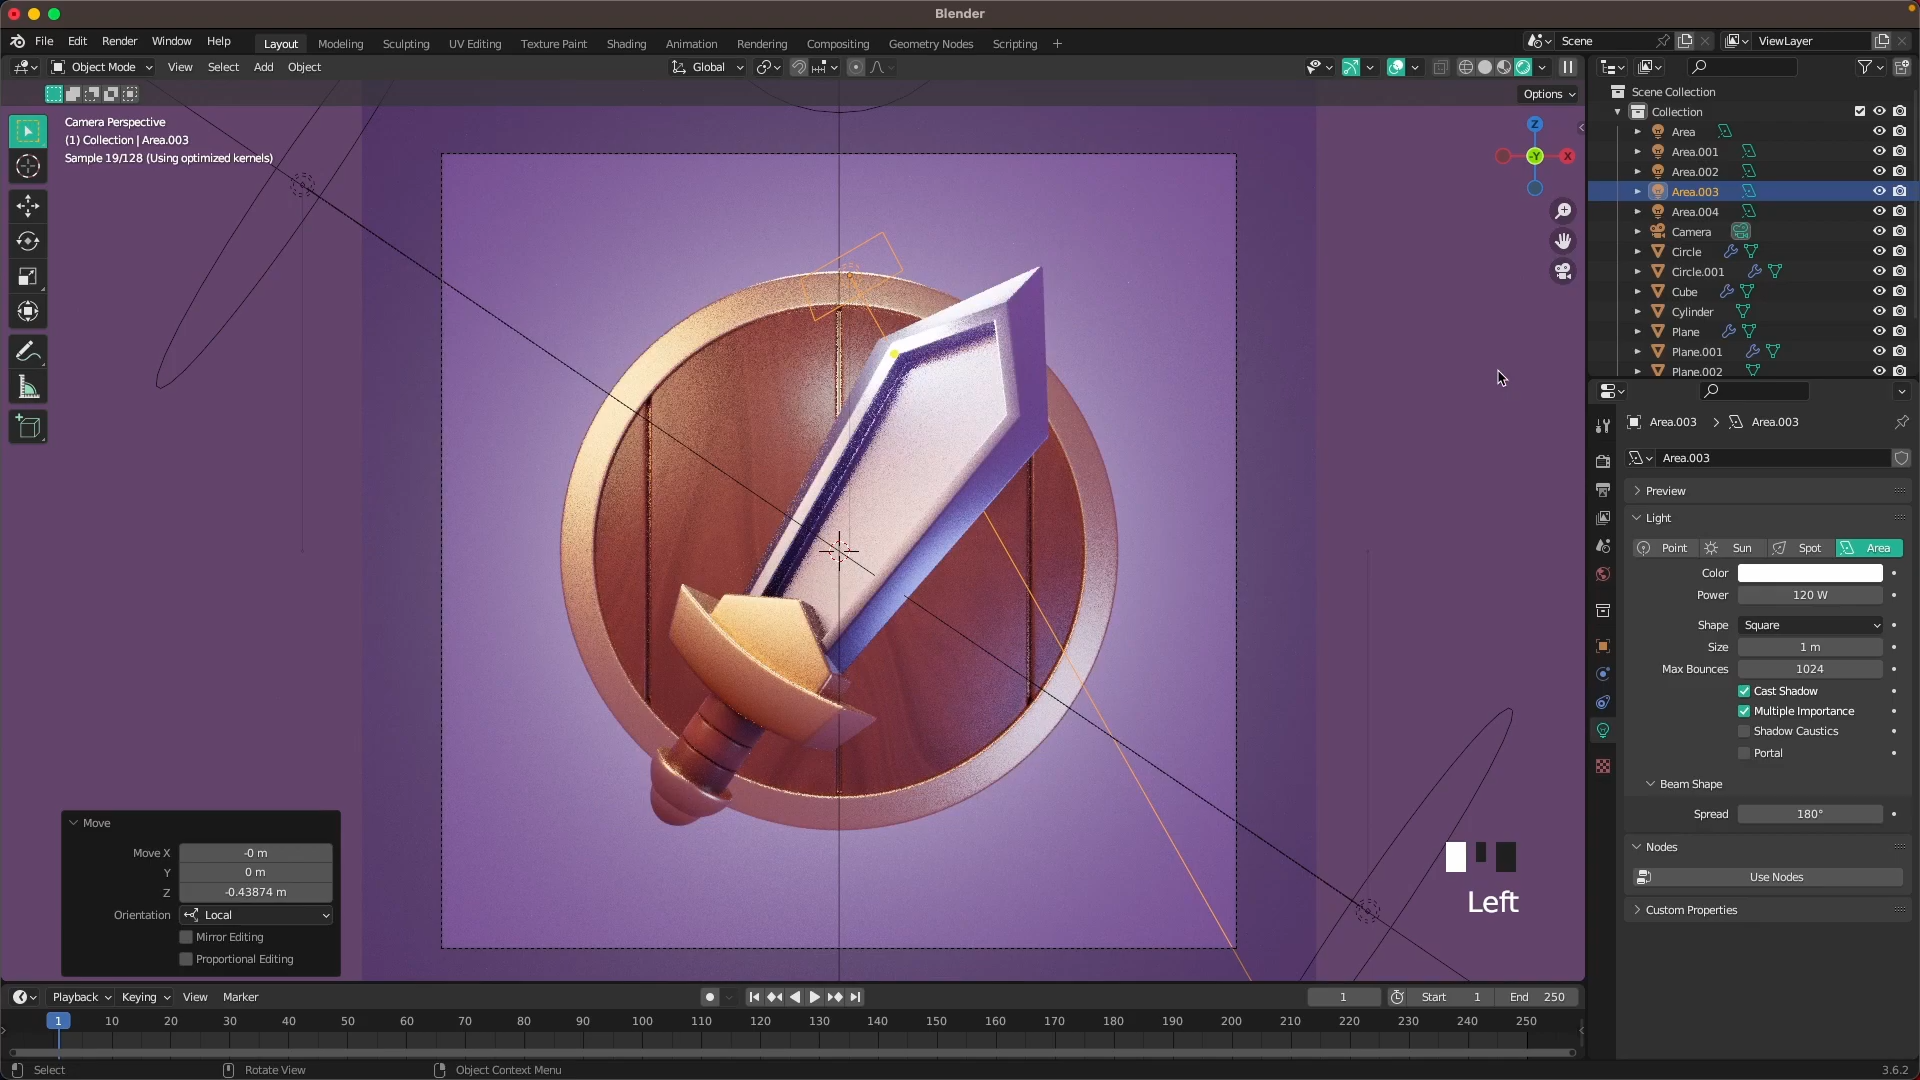 Blender
File Edit Render Window Help Layout Modeling Sculpting UV Editing Texture Paint Shading Animation Rendering Compositing Geometry Nodes Scripting + Scene ViewLayer
Object Mode View Select Add Object Global
Options
Camera Perspective
(1) Collection | Area.003
Sample 19/128 (Using optimized kernels)
Z
-Y
X
Scene Collection
Collection
Area
Area.001
Area.002
Area.003
Area.004
Camera
Circle
Circle.001
Cube
Cylinder
Plane
Plane.001
Plane.002
Area.003 > Area.003
Area.003
Preview
Light
Point Sun Spot Area
Color
Power 120 W
Shape Square
Size 1 m
Max Bounces 1024
Cast Shadow
Multiple Importance
Shadow Caustics
Portal
Beam Shape
Spread 180°
Nodes
Use Nodes
Custom Properties
Move
Move X -0 m
Y 0 m
Z -0.43874 m
Orientation Local
Mirror Editing
Proportional Editing
Left
Playback Keying View Marker 1 Start 1 End 250
1 10 20 30 40 50 60 70 80 90 100 110 120 130 140 150 160 170 180 190 200 210 220 230 240 250
Select Rotate View Object Context Menu 3.6.2